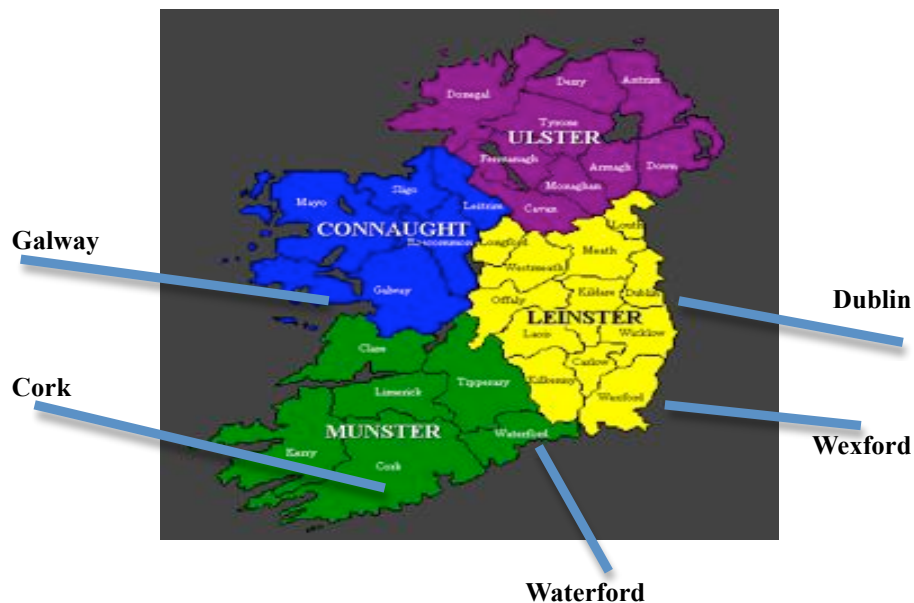 Derry
Antrim
Donegal
Tyrone
ULSTER
Fermanagh
Armagh
Down
Monaghan
Cavan
Sligo
Mayo
Leitrim
CONNAUGHT
Roscommon
Galway
Louth
Longford
Meath
Westmeath
Offaly
Kildare
Dublin
LEINSTER
Laois
Wicklow
Carlow
Kilkenny
Wexford
Clare
Tipperary
Limerick
MUNSTER
Waterford
Kerry
Cork
Galway
Dublin
Cork
Wexford
Waterford